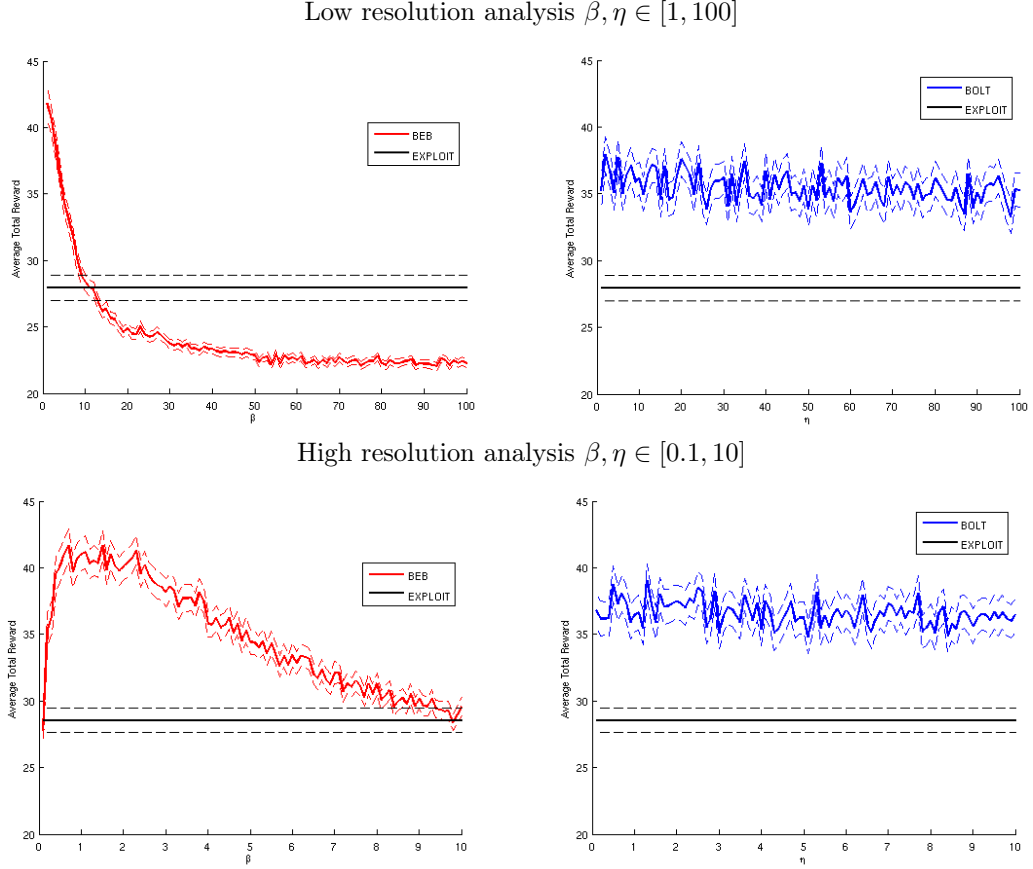 Low resolution analysis β, η ∈ [1, 100]
45
40
35
30
25
20
Average Total Reward
0 10 20 30 40 50 60 70 80 90 100
β
BEB
EXPLOIT
45
40
35
30
25
20
Average Total Reward
0 10 20 30 40 50 60 70 80 90 100
η
BOLT
EXPLOIT
High resolution analysis β, η ∈ [0.1, 10]
45
40
35
30
25
20
Average Total Reward
0 1 2 3 4 5 6 7 8 9 10
β
BEB
EXPLOIT
45
40
35
30
25
20
Average Total Reward
0 1 2 3 4 5 6 7 8 9 10
η
BOLT
EXPLOIT